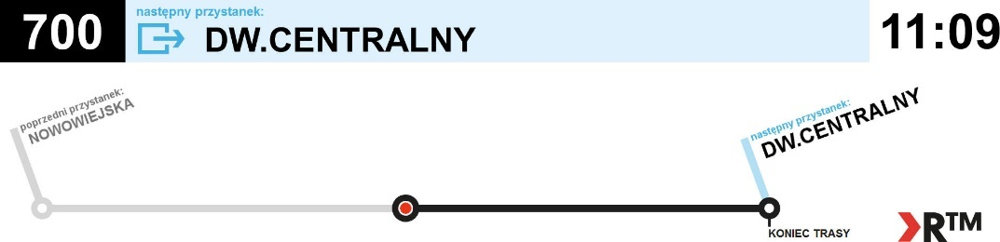 700
następny przystanek:
DW.CENTRALNY
11:09
poprzedni przystanek:
NOWOWIEJSKA
następny przystanek:
DW.CENTRALNY
KONIEC TRASY
RTM